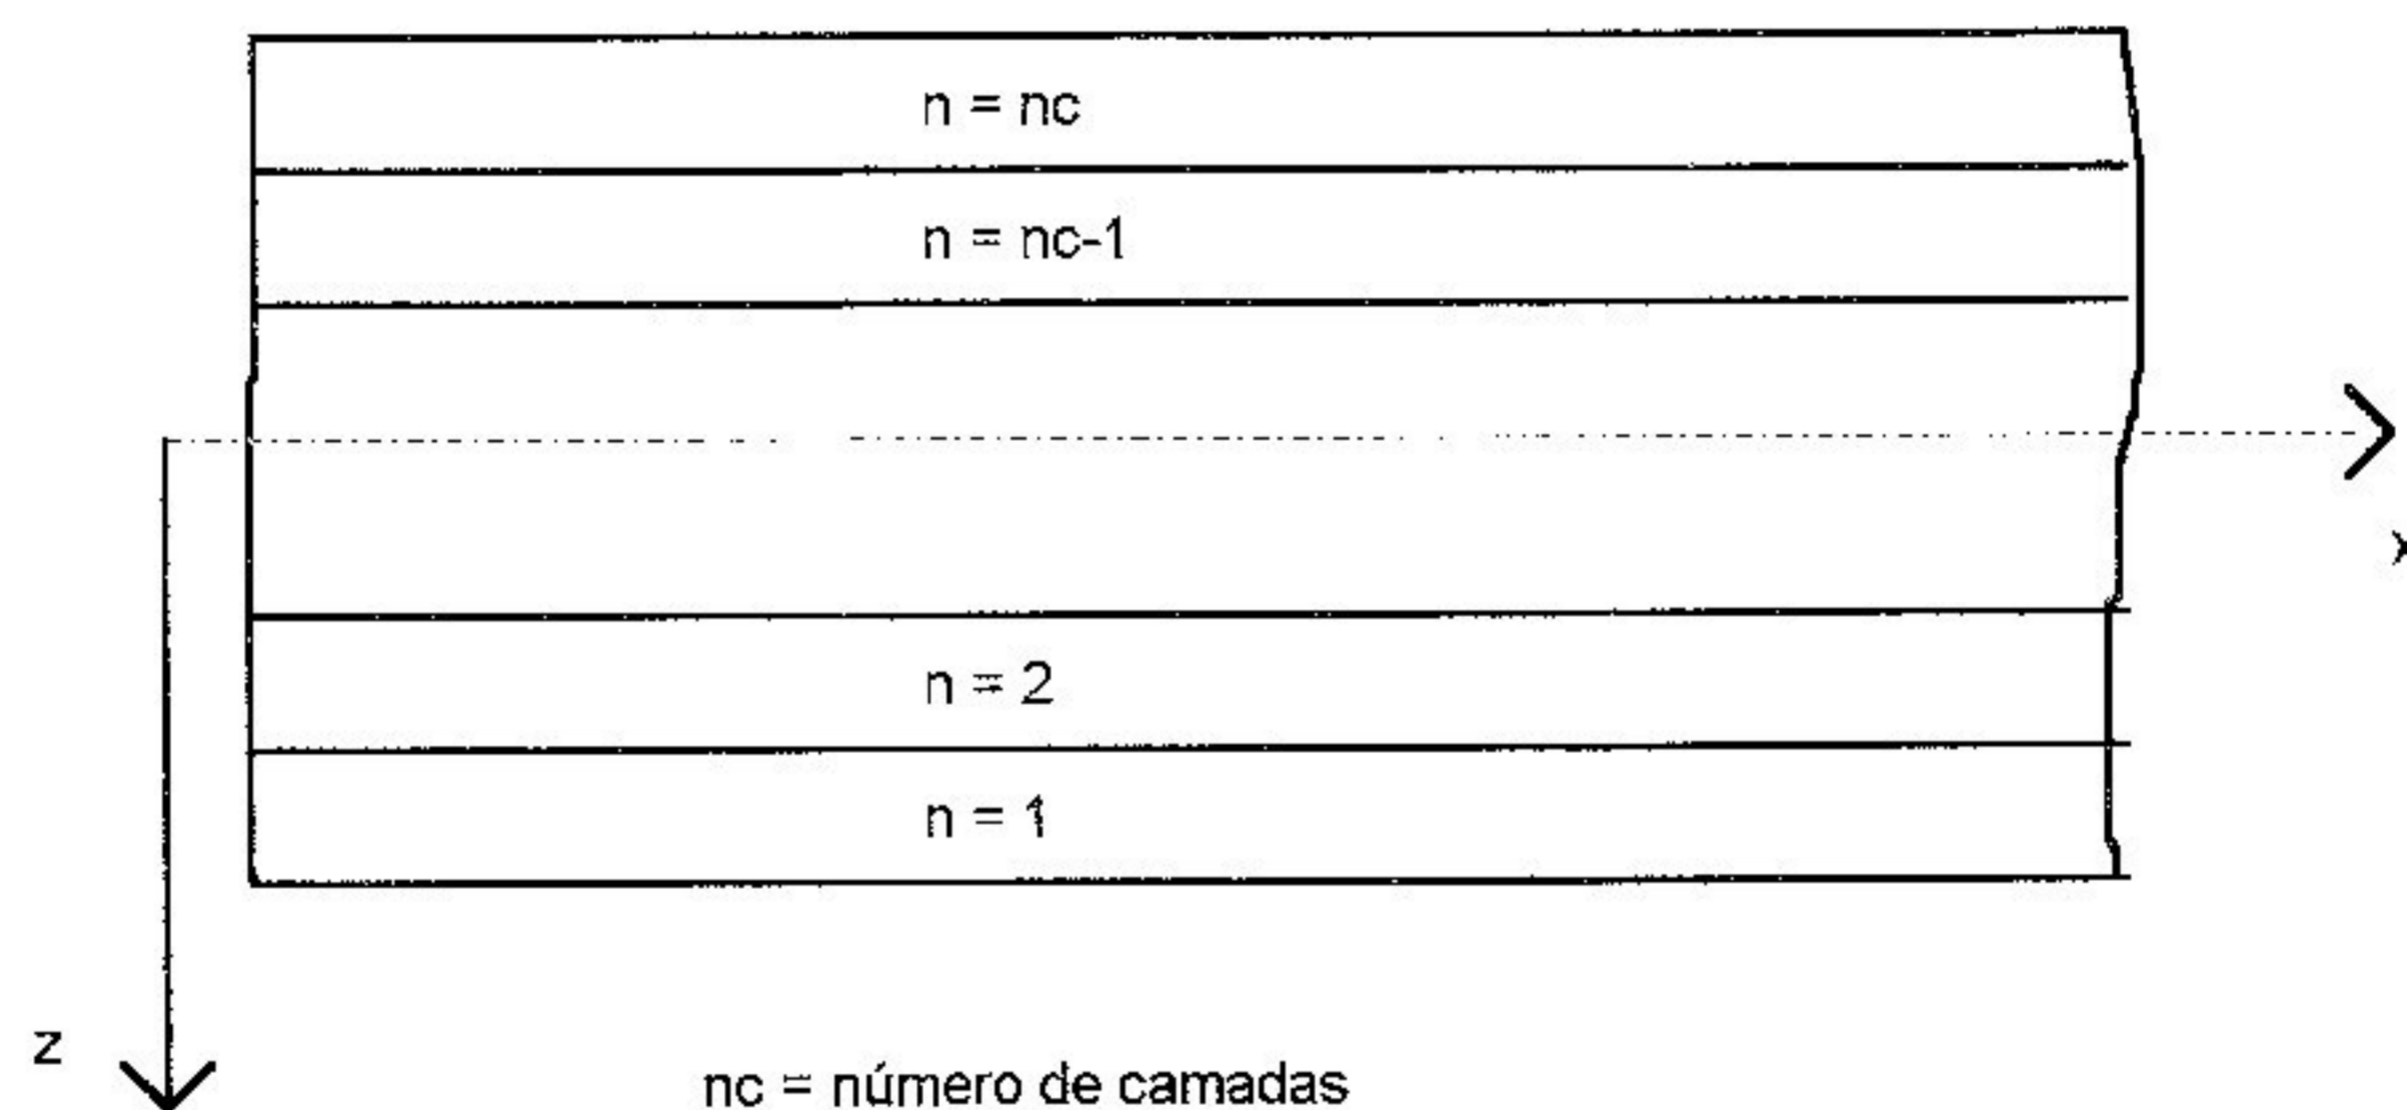 n = nc
n = nc-1
x
n = 2
n = 1
z
nc = número de camadas